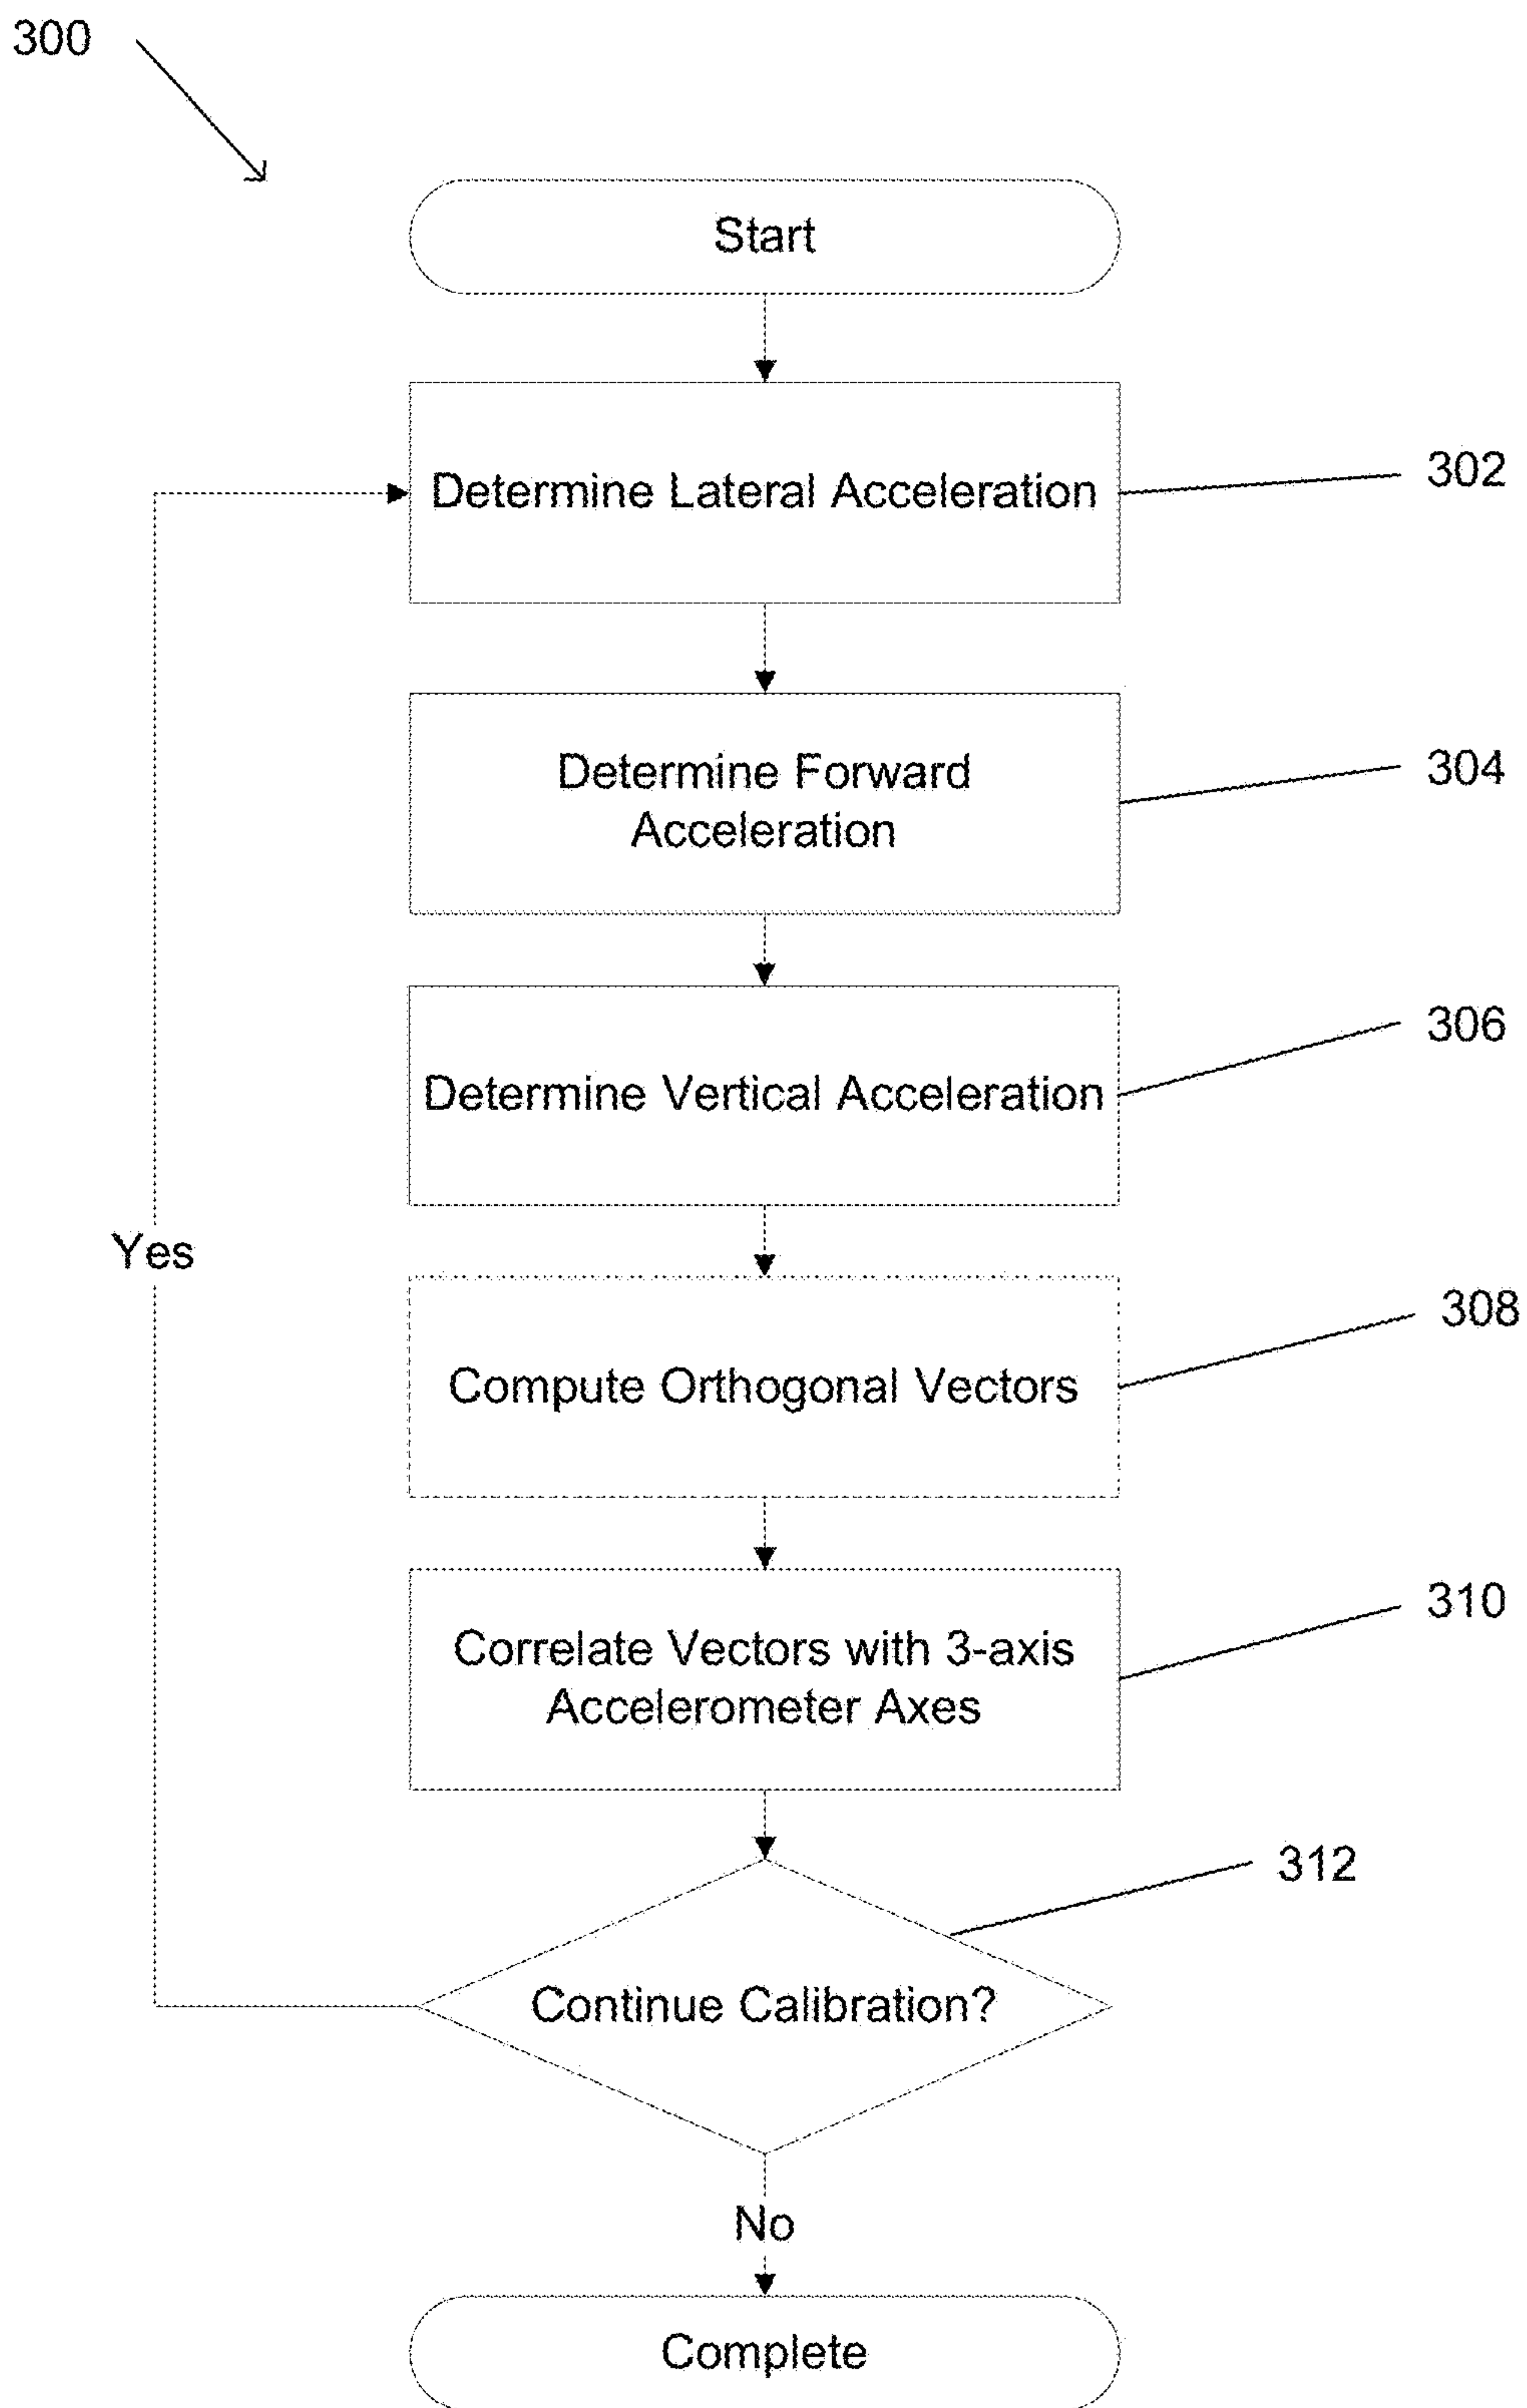 300
Start
Determine Lateral Acceleration
302
Determine Forward
Acceleration
304
Determine Vertical Acceleration
306
Yes
Compute Orthogonal Vectors
308
Correlate Vectors with 3-axis
Accelerometer Axes
310
312
Continue Calibration?
No
Complete